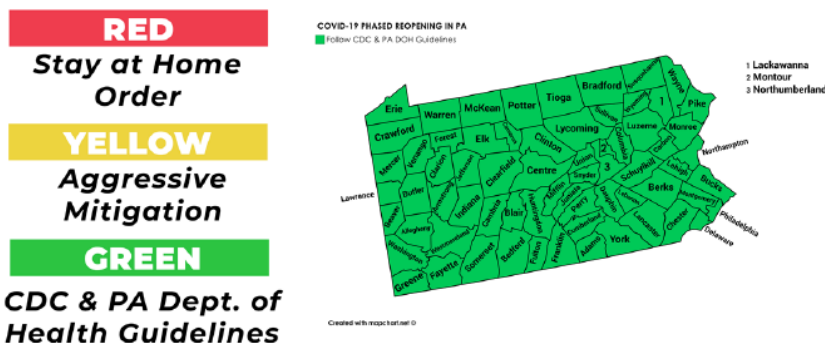 RED
Stay at Home
Order
YELLOW
Aggressive
Mitigation
GREEN
CDC & PA Dept. of
Health Guidelines
COVID-19 PHASED REOPENING IN PA
Follow CDC & PA DOH Guidelines
1 Lackawanna
2 Montour
3 Northumberland
Erie
Crawford
Warren
McKean
Potter
Tioga
Bradford
Susquehanna
Wayne
Wyoming
1
Pike
Mercer
Venango
Forest
Elk
Cameron
Clinton
Lycoming
Sullivan
Columbia
Luzerne
Monroe
Lawrence
Butler
Clarion
Jefferson
Clearfield
Centre
Union
2
3
Snyder
Schuylkill
Carbon
Northampton
Lehigh
Beaver
Armstrong
Indiana
Cambria
Blair
Huntingdon
Mifflin
Juniata
Perry
Dauphin
Lebanon
Berks
Bucks
Montgomery
Allegheny
Westmoreland
Washington
Greene
Fayette
Somerset
Bedford
Fulton
Franklin
Cumberland
Adams
York
Lancaster
Chester
Philadelphia
Delaware
Created with mapchart.net ©